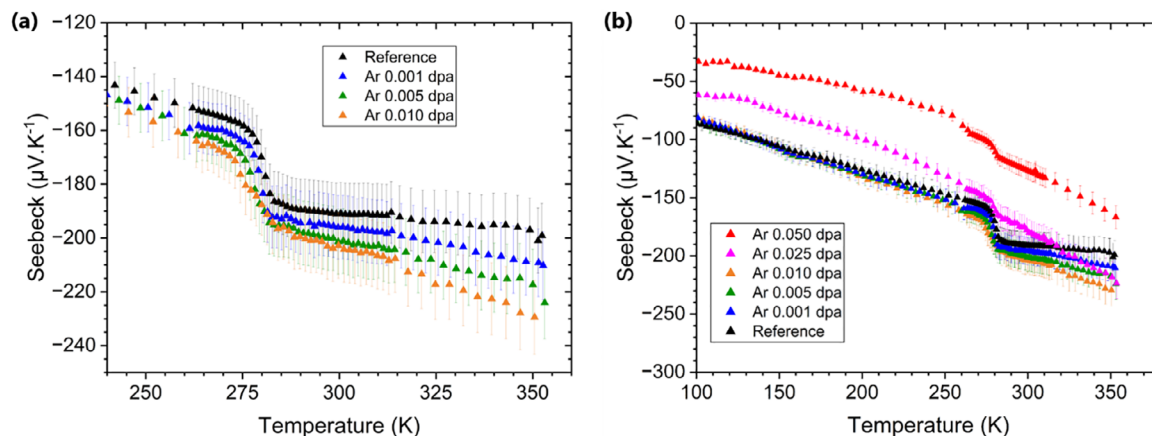 (a)
−120
−140
−160
−180
−200
−220
−240
Seebeck (µV.K⁻¹)
Reference
Ar 0.001 dpa
Ar 0.005 dpa
Ar 0.010 dpa
250 275 300 325 350
Temperature (K)
(b)
0
−50
−100
−150
−200
−250
−300
Seebeck (µV.K⁻¹)
Ar 0.050 dpa
Ar 0.025 dpa
Ar 0.010 dpa
Ar 0.005 dpa
Ar 0.001 dpa
Reference
100 150 200 250 300 350
Temperature (K)